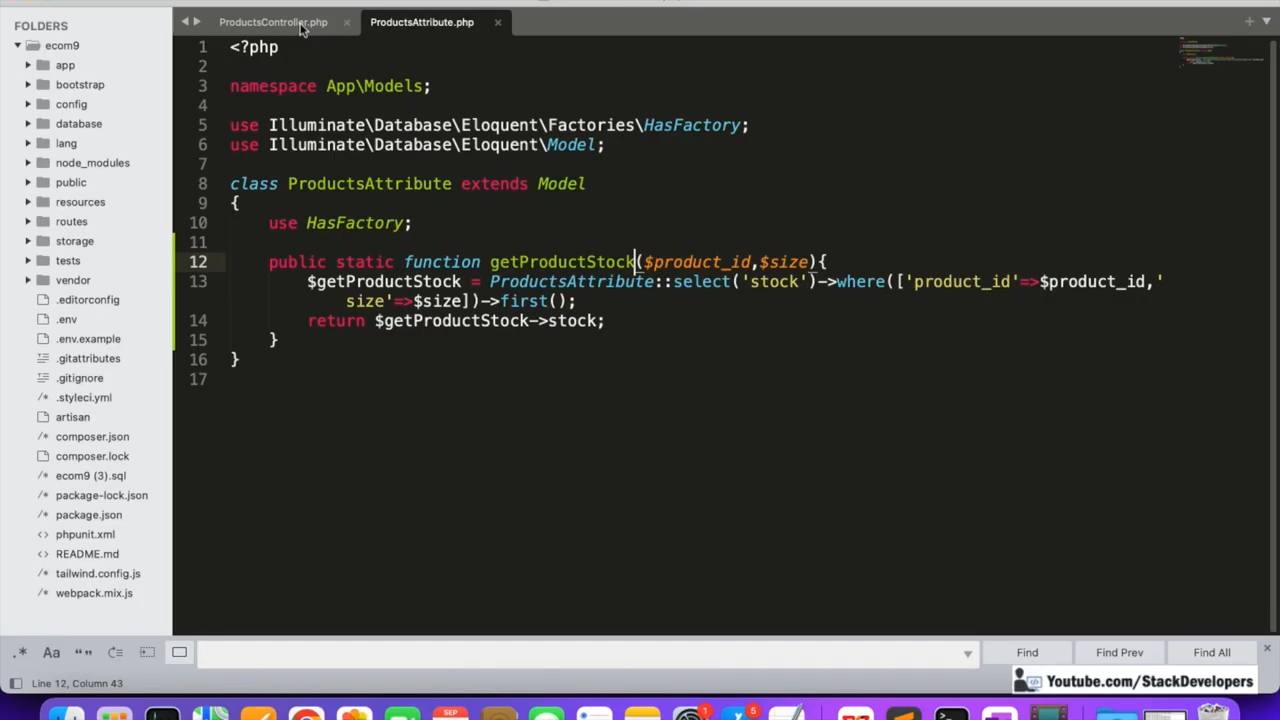 FOLDERS
ecom9
app
bootstrap
config
database
lang
node_modules
public
resources
routes
storage
tests
vendor
.editorconfig
.env
.env.example
.gitattributes
.gitignore
.styleci.yml
artisan
composer.json
composer.lock
ecom9 (3).sql
package-lock.json
package.json
phpunit.xml
README.md
tailwind.config.js
webpack.mix.js
ProductsController.php
ProductsAttribute.php
1 <?php
2
3 namespace App\Models;
4
5 use Illuminate\Database\Eloquent\Factories\HasFactory;
6 use Illuminate\Database\Eloquent\Model;
7
8 class ProductsAttribute extends Model
9 {
10 use HasFactory;
11
12 public static function getProductStock($product_id,$size){
13 $getProductStock = ProductsAttribute::select('stock')->where(['product_id'=>$product_id,'
size'=>$size])->first();
14 return $getProductStock->stock;
15 }
16 }
17
.* Aa “”
Find
Find Prev
Find All
Line 12, Column 43
Youtube.com/StackDevelopers
SEP
1
5